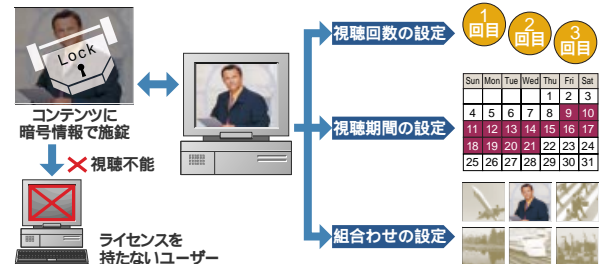 Lock
コンテンツに
暗号情報で施錠
視聴不能
ライセンスを
持たないユーザー
視聴回数の設定
1
回目
2
回目
3
回目
視聴期間の設定
Sun Mon Tue Wed Thu Fri Sat
1 2 3
4 5 6 7 8 9 10
11 12 13 14 15 16 17
18 19 20 21 22 23 24
25 26 27 28 29 30 31
組合わせの設定